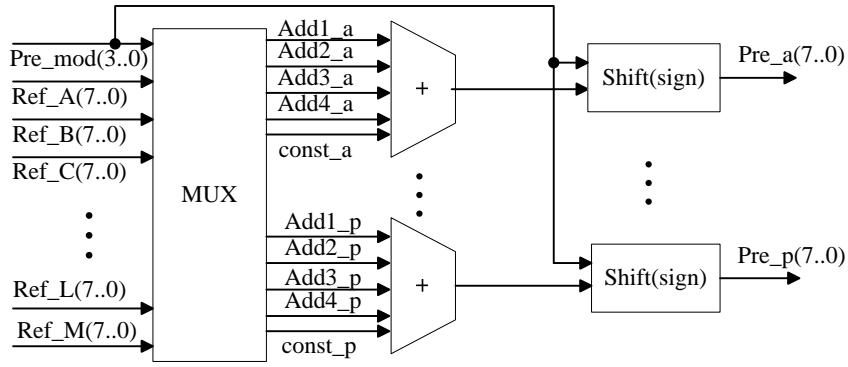 Pre_mod(3..0)
Ref_A(7..0)
Ref_B(7..0)
Ref_C(7..0)
Ref_L(7..0)
Ref_M(7..0)
MUX
Add1_a
Add2_a
Add3_a
Add4_a
const_a
+
Shift(sign)
Pre_a(7..0)
Add1_p
Add2_p
Add3_p
Add4_p
const_p
+
Shift(sign)
Pre_p(7..0)